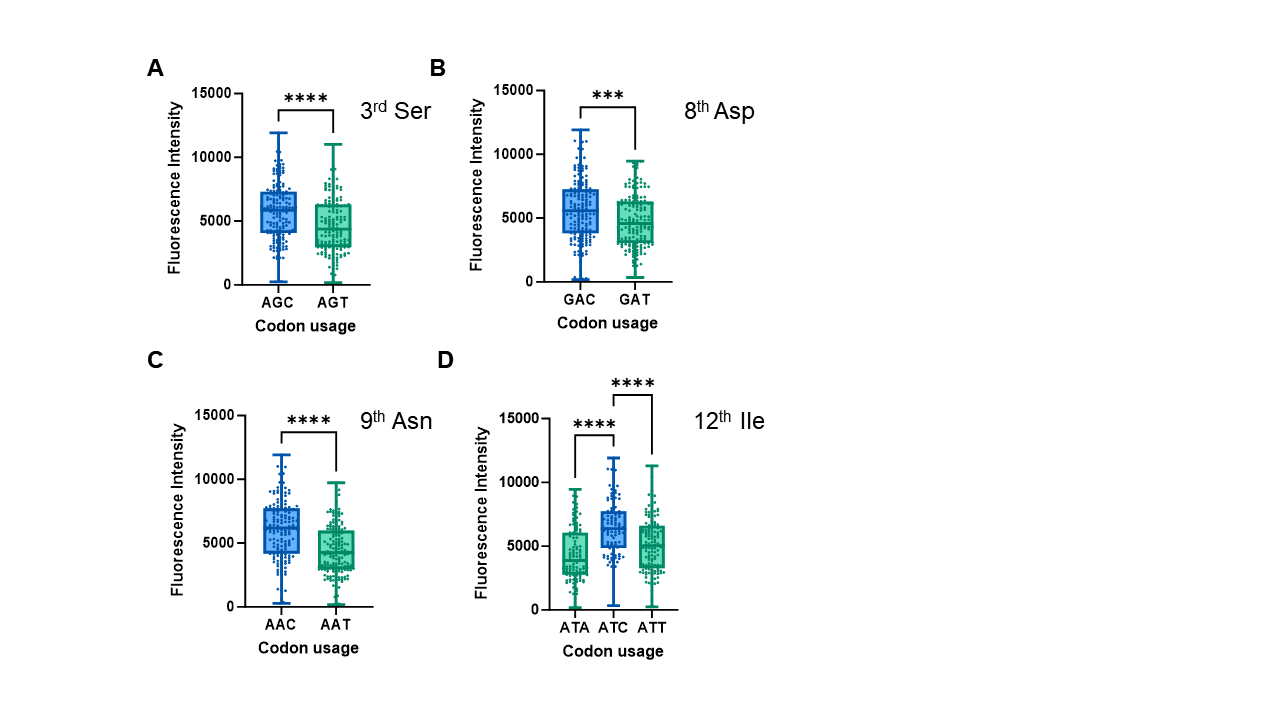 A
Fluorescence Intensity
15000
10000
5000
0
****
3rd Ser
AGC AGT
Codon usage
B
Fluorescence Intensity
15000
10000
5000
0
***
8th Asp
GAC GAT
Codon usage
C
Fluorescence Intensity
15000
10000
5000
0
****
9th Asn
AAC AAT
Codon usage
D
Fluorescence Intensity
15000
10000
5000
0
****
****
12th Ile
ATA ATC ATT
Codon usage